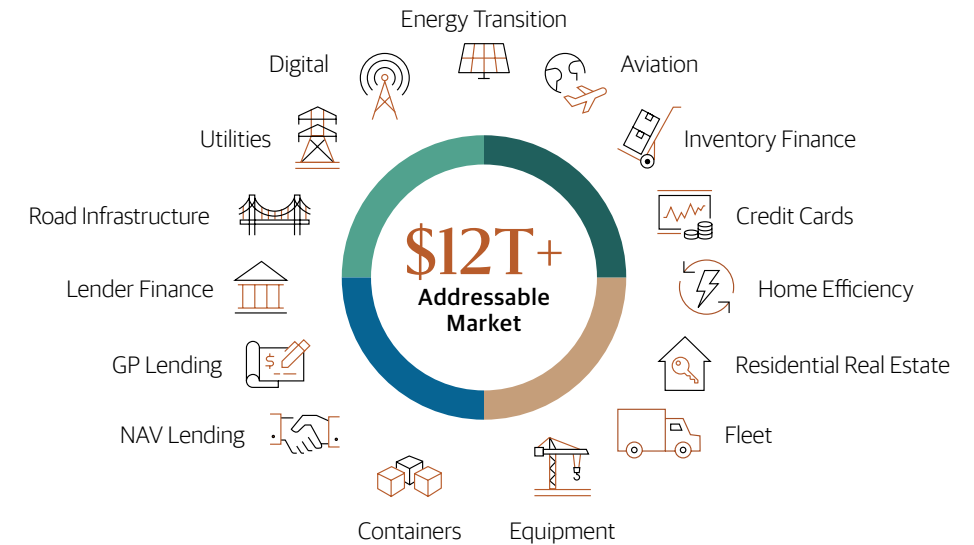 Energy Transition
Digital
Aviation
Utilities
Inventory Finance
Road Infrastructure
Credit Cards
$12T+
Addressable
Market
Lender Finance
Home Efficiency
GP Lending
$
Residential Real Estate
NAV Lending
Fleet
Containers
Equipment